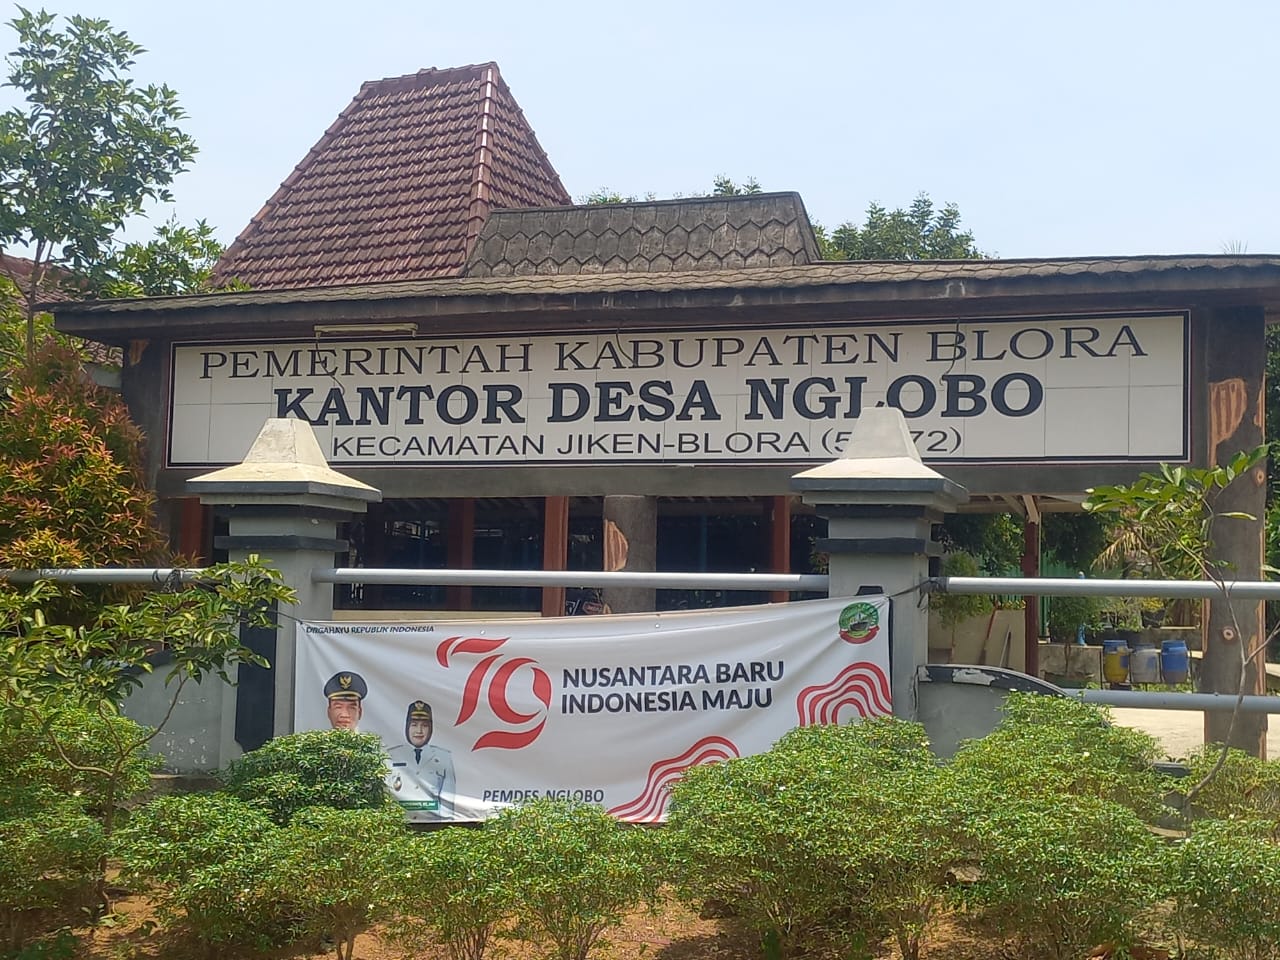 PEMERINTAH KABUPATEN BLORA
KANTOR DESA NGLOBO
KECAMATAN JIKEN-BLORA
DIRGAHAYU REPUBLIK INDONESIA
79
NUSANTARA BARU
INDONESIA MAJU
PEMDES NGLOBO